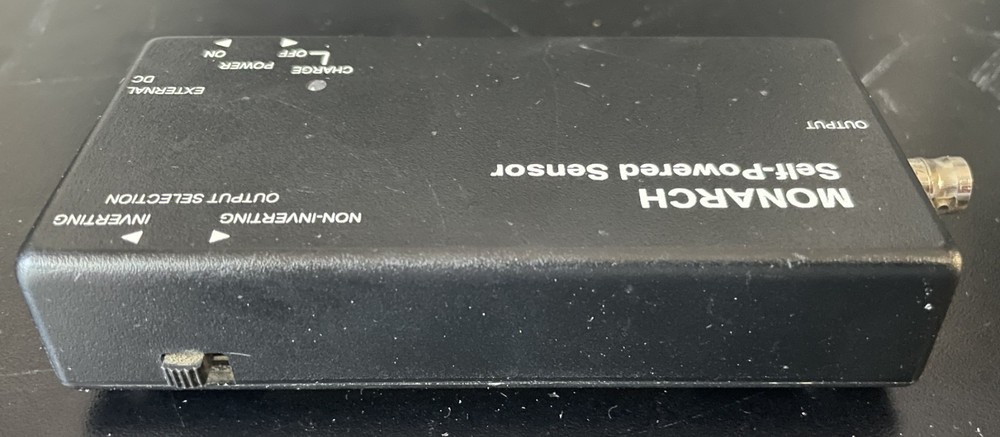 MONARCH
Self-Powered Sensor
OUTPUT
NON-INVERTING
INVERTING
OUTPUT SELECTION
EXTERNAL
DC
CHARGE
POWER
OFF
ON